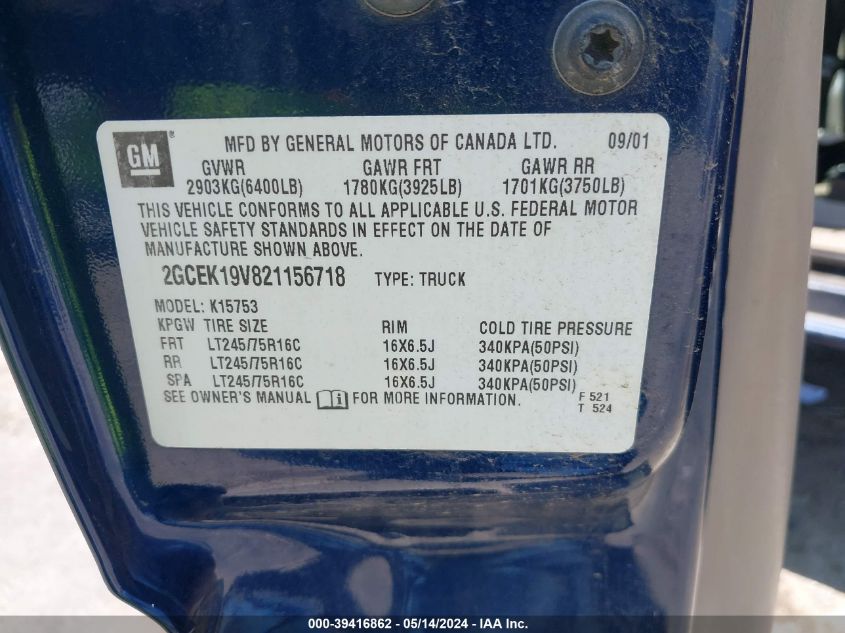 GM ®
MFD BY GENERAL MOTORS OF CANADA LTD. 09/01
GVWR GAWR FRT GAWR RR
2903KG(6400LB) 1780KG(3925LB) 1701KG(3750LB)
THIS VEHICLE CONFORMS TO ALL APPLICABLE U.S. FEDERAL MOTOR
VEHICLE SAFETY STANDARDS IN EFFECT ON THE DATE OF
MANUFACTURE SHOWN ABOVE.
2GCEK19V821156718 TYPE: TRUCK
MODEL: K15753
KPGW TIRE SIZE RIM COLD TIRE PRESSURE
FRT LT245/75R16C 16X6.5J 340KPA(50PSI)
RR LT245/75R16C 16X6.5J 340KPA(50PSI)
SPA LT245/75R16C 16X6.5J 340KPA(50PSI)
SEE OWNER'S MANUAL i FOR MORE INFORMATION. F 521
T 524
000-39416862 - 05/14/2024 - IAAI.com